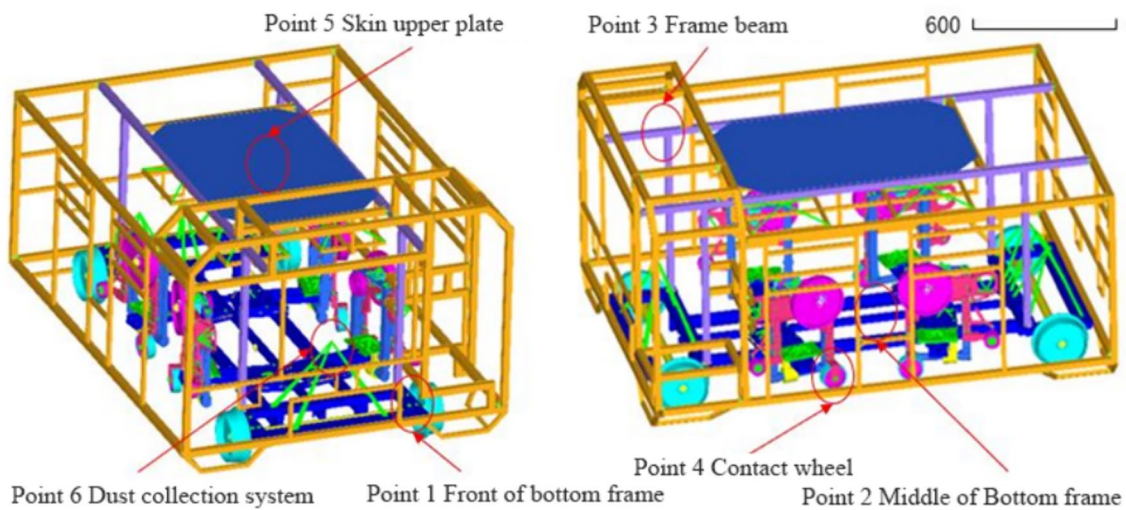 Point 5 Skin upper plate
Point 3 Frame beam
600
Point 4 Contact wheel
Point 6 Dust collection system
Point 1 Front of bottom frame
Point 2 Middle of Bottom frame